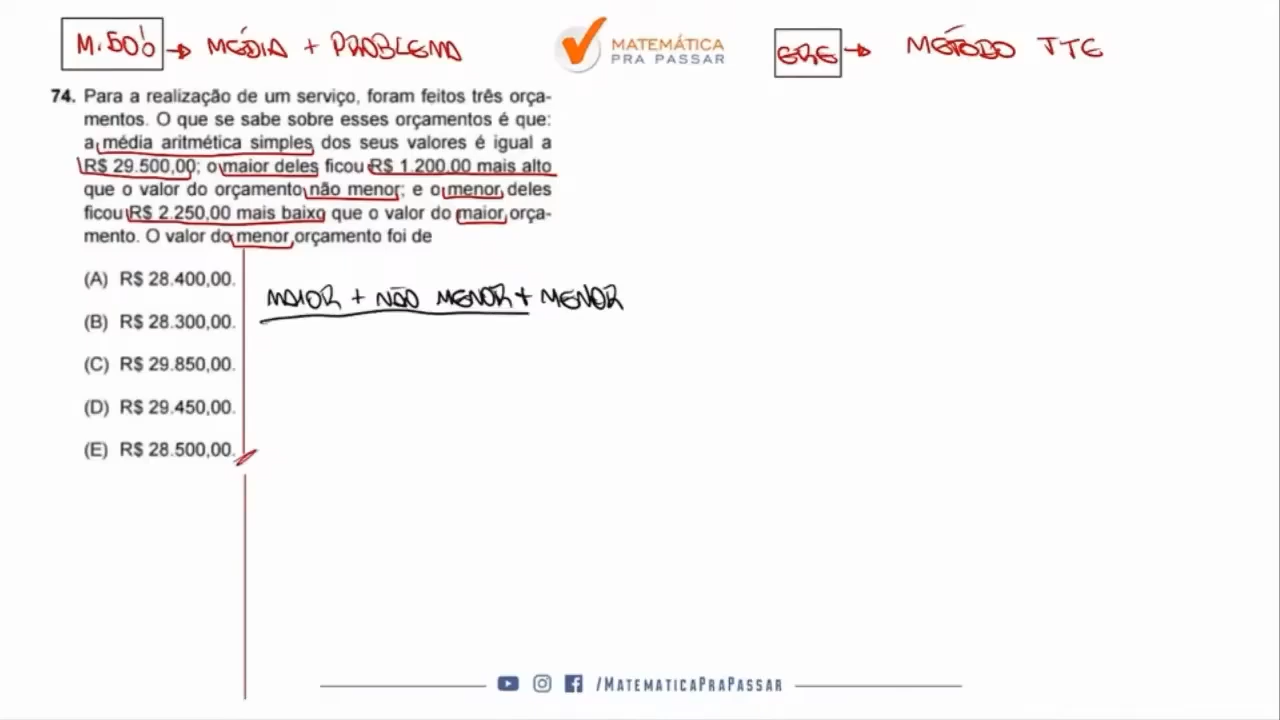 M.50% → MÉDIA + PROBLEMA
MATEMÁTICA
PRA PASSAR
→ MÉTODO TTE
74. Para a realização de um serviço, foram feitos três orça-
mentos. O que se sabe sobre esses orçamentos é que:
a média aritmética simples dos seus valores é igual a
R$ 29.500,00; o maior deles ficou R$ 1.200.00 mais alto
que o valor do orçamento não menor; e o menor deles
ficou R$ 2.250,00 mais baixo que o valor do maior orça-
mento. O valor do menor orçamento foi de
(A) R$ 28.400,00.
(B) R$ 28.300,00.
(C) R$ 29.850,00.
(D) R$ 29.450,00.
(E) R$ 28.500,00.
MAIOR + NÃO MENOR + MENOR
/MATEMATICAPRAPASSAR